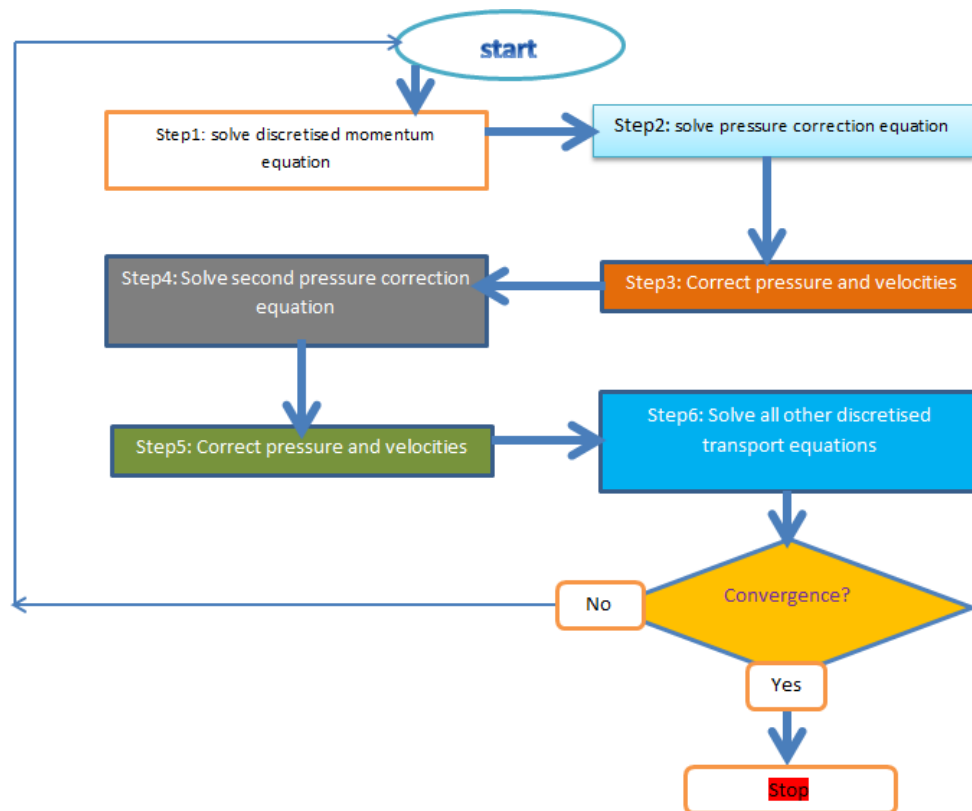 start
Step1: solve discretised momentum
equation
Step2: solve pressure correction equation
Step3: Correct pressure and velocities
Step4: Solve second pressure correction
equation
Step5: Correct pressure and velocities
Step6: Solve all other discretised
transport equations
Convergence?
No
Yes
Stop